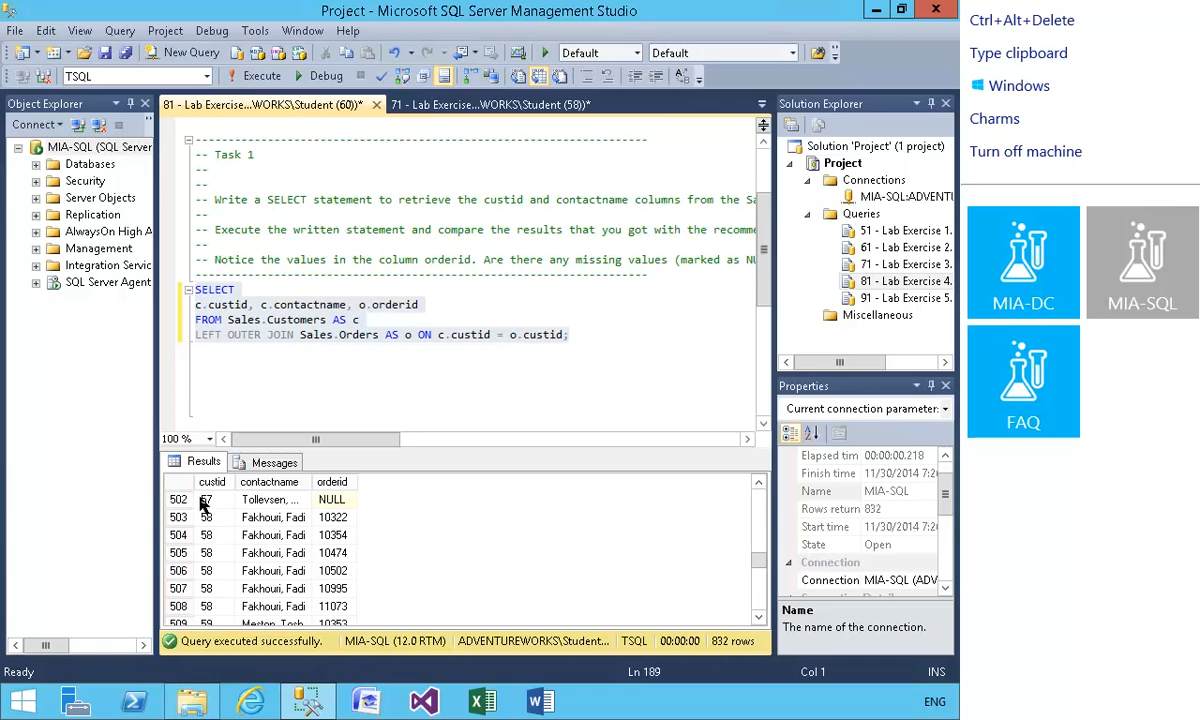 Project - Microsoft SQL Server Management Studio
File Edit View Query Project Debug Tools Window Help
New Query Default Default
TSQL ! Execute Debug
Object Explorer
Connect
MIA-SQL (SQL Server
Databases
Security
Server Objects
Replication
AlwaysOn High A
Management
Integration Servic
SQL Server Agent
81 - Lab Exercise...WORKS\Student (60))* 71 - Lab Exercise...WORKS\Student (58))*
-- Task 1
--
--
-- Write a SELECT statement to retrieve the custid and contactname columns from the Sa
--
-- Execute the written statement and compare the results that you got with the recomme
--
-- Notice the values in the column orderid. Are there any missing values (marked as NU
SELECT
c.custid, c.contactname, o.orderid
FROM Sales.Customers AS c
LEFT OUTER JOIN Sales.Orders AS o ON c.custid = o.custid;
100 %
Results Messages
custid contactname orderid
502 57 Tollevsen, ... NULL
503 58 Fakhouri, Fadi 10322
504 58 Fakhouri, Fadi 10354
505 58 Fakhouri, Fadi 10474
506 58 Fakhouri, Fadi 10502
507 58 Fakhouri, Fadi 10995
508 58 Fakhouri, Fadi 11073
509 59 Meston, Tosh 10353
Query executed successfully. MIA-SQL (12.0 RTM) ADVENTUREWORKS\Student... TSQL 00:00:00 832 rows
Solution Explorer
Solution 'Project' (1 project)
Project
Connections
MIA-SQL:ADVENTU
Queries
51 - Lab Exercise 1.
61 - Lab Exercise 2.
71 - Lab Exercise 3.
81 - Lab Exercise 4.
91 - Lab Exercise 5.
Miscellaneous
Properties
Current connection parameter:
Elapsed tim 00:00:00.218
Finish time 11/30/2014 7:2
Name MIA-SQL
Rows return 832
Start time 11/30/2014 7:2
State Open
Connection
Connection MIA-SQL (ADV
Name
The name of the connection.
Ready Ln 189 Col 1 INS
ENG
Ctrl+Alt+Delete
Type clipboard
Windows
Charms
Turn off machine
MIA-DC
MIA-SQL
FAQ